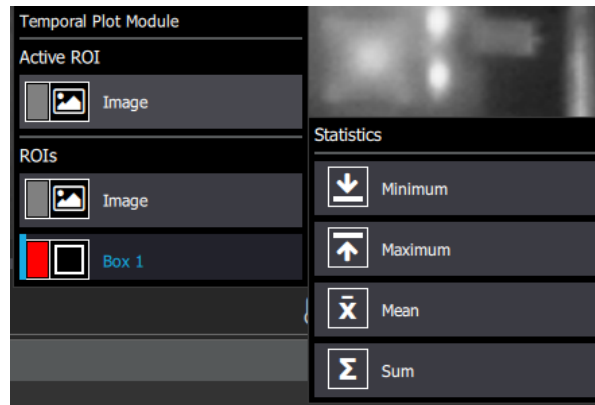 Temporal Plot Module
Active ROI
Image
ROIs
Image
Box 1
Statistics
Minimum
Maximum
x̄ Mean
Σ Sum